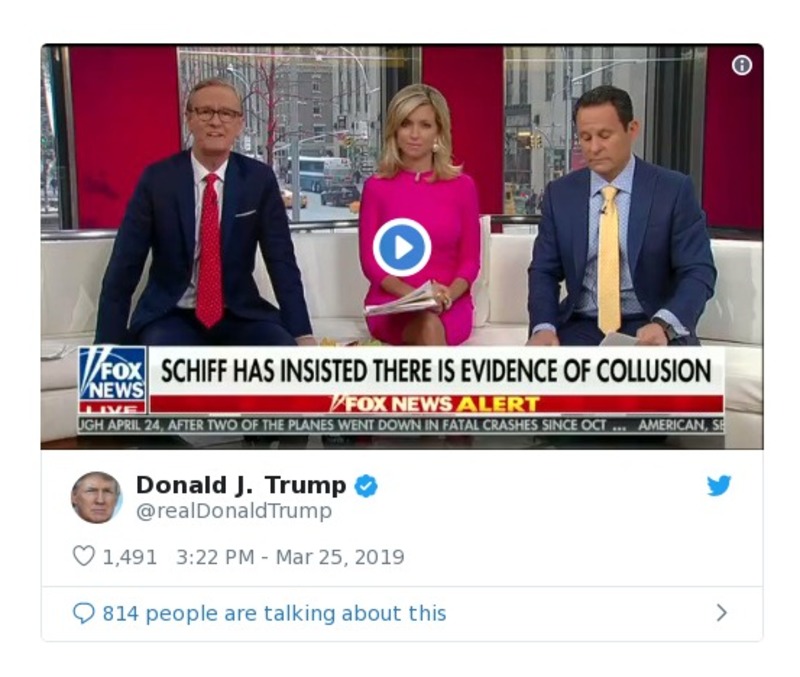 SCHIFF HAS INSISTED THERE IS EVIDENCE OF COLLUSION
FOX
NEWS
LIVE
FOX NEWS ALERT
UGH APRIL 24, AFTER TWO OF THE PLANES WENT DOWN IN FATAL CRASHES SINCE OCT ... AMERICAN, SE
Donald J. Trump
@realDonaldTrump
1,491 3:22 PM - Mar 25, 2019
814 people are talking about this